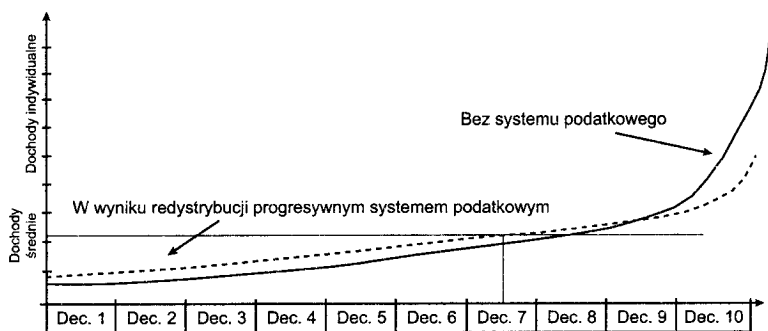 Dochody indywidualne
Bez systemu podatkowego
W wyniku redystrybucji progresywnym systemem podatkowym
Dochody
średnie
Dec. 1 Dec. 2 Dec. 3 Dec. 4 Dec. 5 Dec. 6 Dec. 7 Dec. 8 Dec. 9 Dec. 10